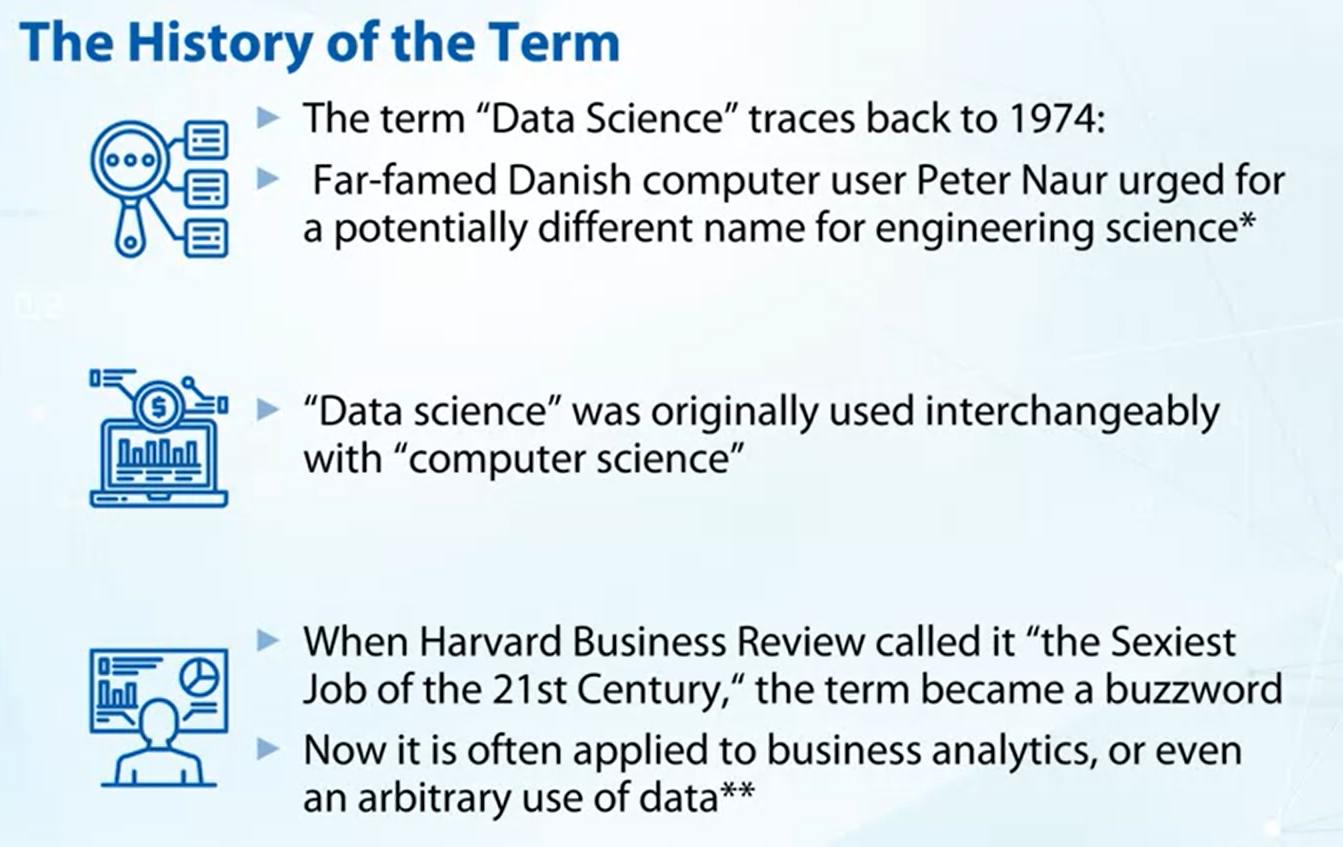 The History of the Term
The term “Data Science” traces back to 1974:
Far-famed Danish computer user Peter Naur urged for
a potentially different name for engineering science*
“Data science” was originally used interchangeably
with “computer science”
When Harvard Business Review called it “the Sexiest
Job of the 21st Century,“ the term became a buzzword
Now it is often applied to business analytics, or even
an arbitrary use of data**